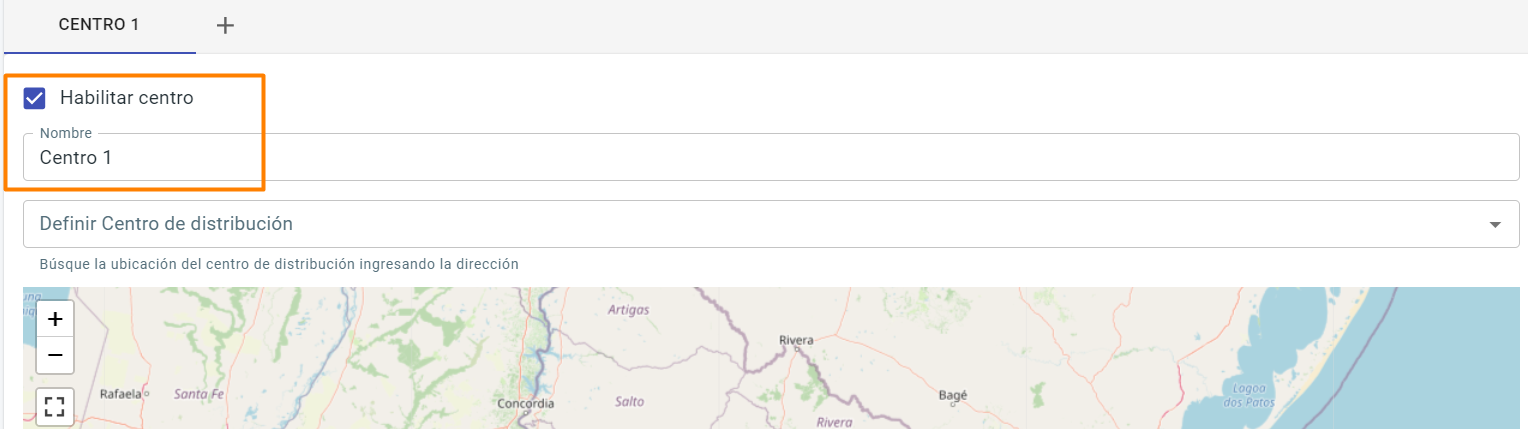 CENTRO 1 +
Habilitar centro
Nombre
Centro 1
Definir Centro de distribución
Búsque la ubicación del centro de distribución ingresando la dirección
+
−
Artigas
Rivera
Rafaela
Santa Fe
Concordia
Salto
Bagé
Lagoa
dos Patos
Rivera